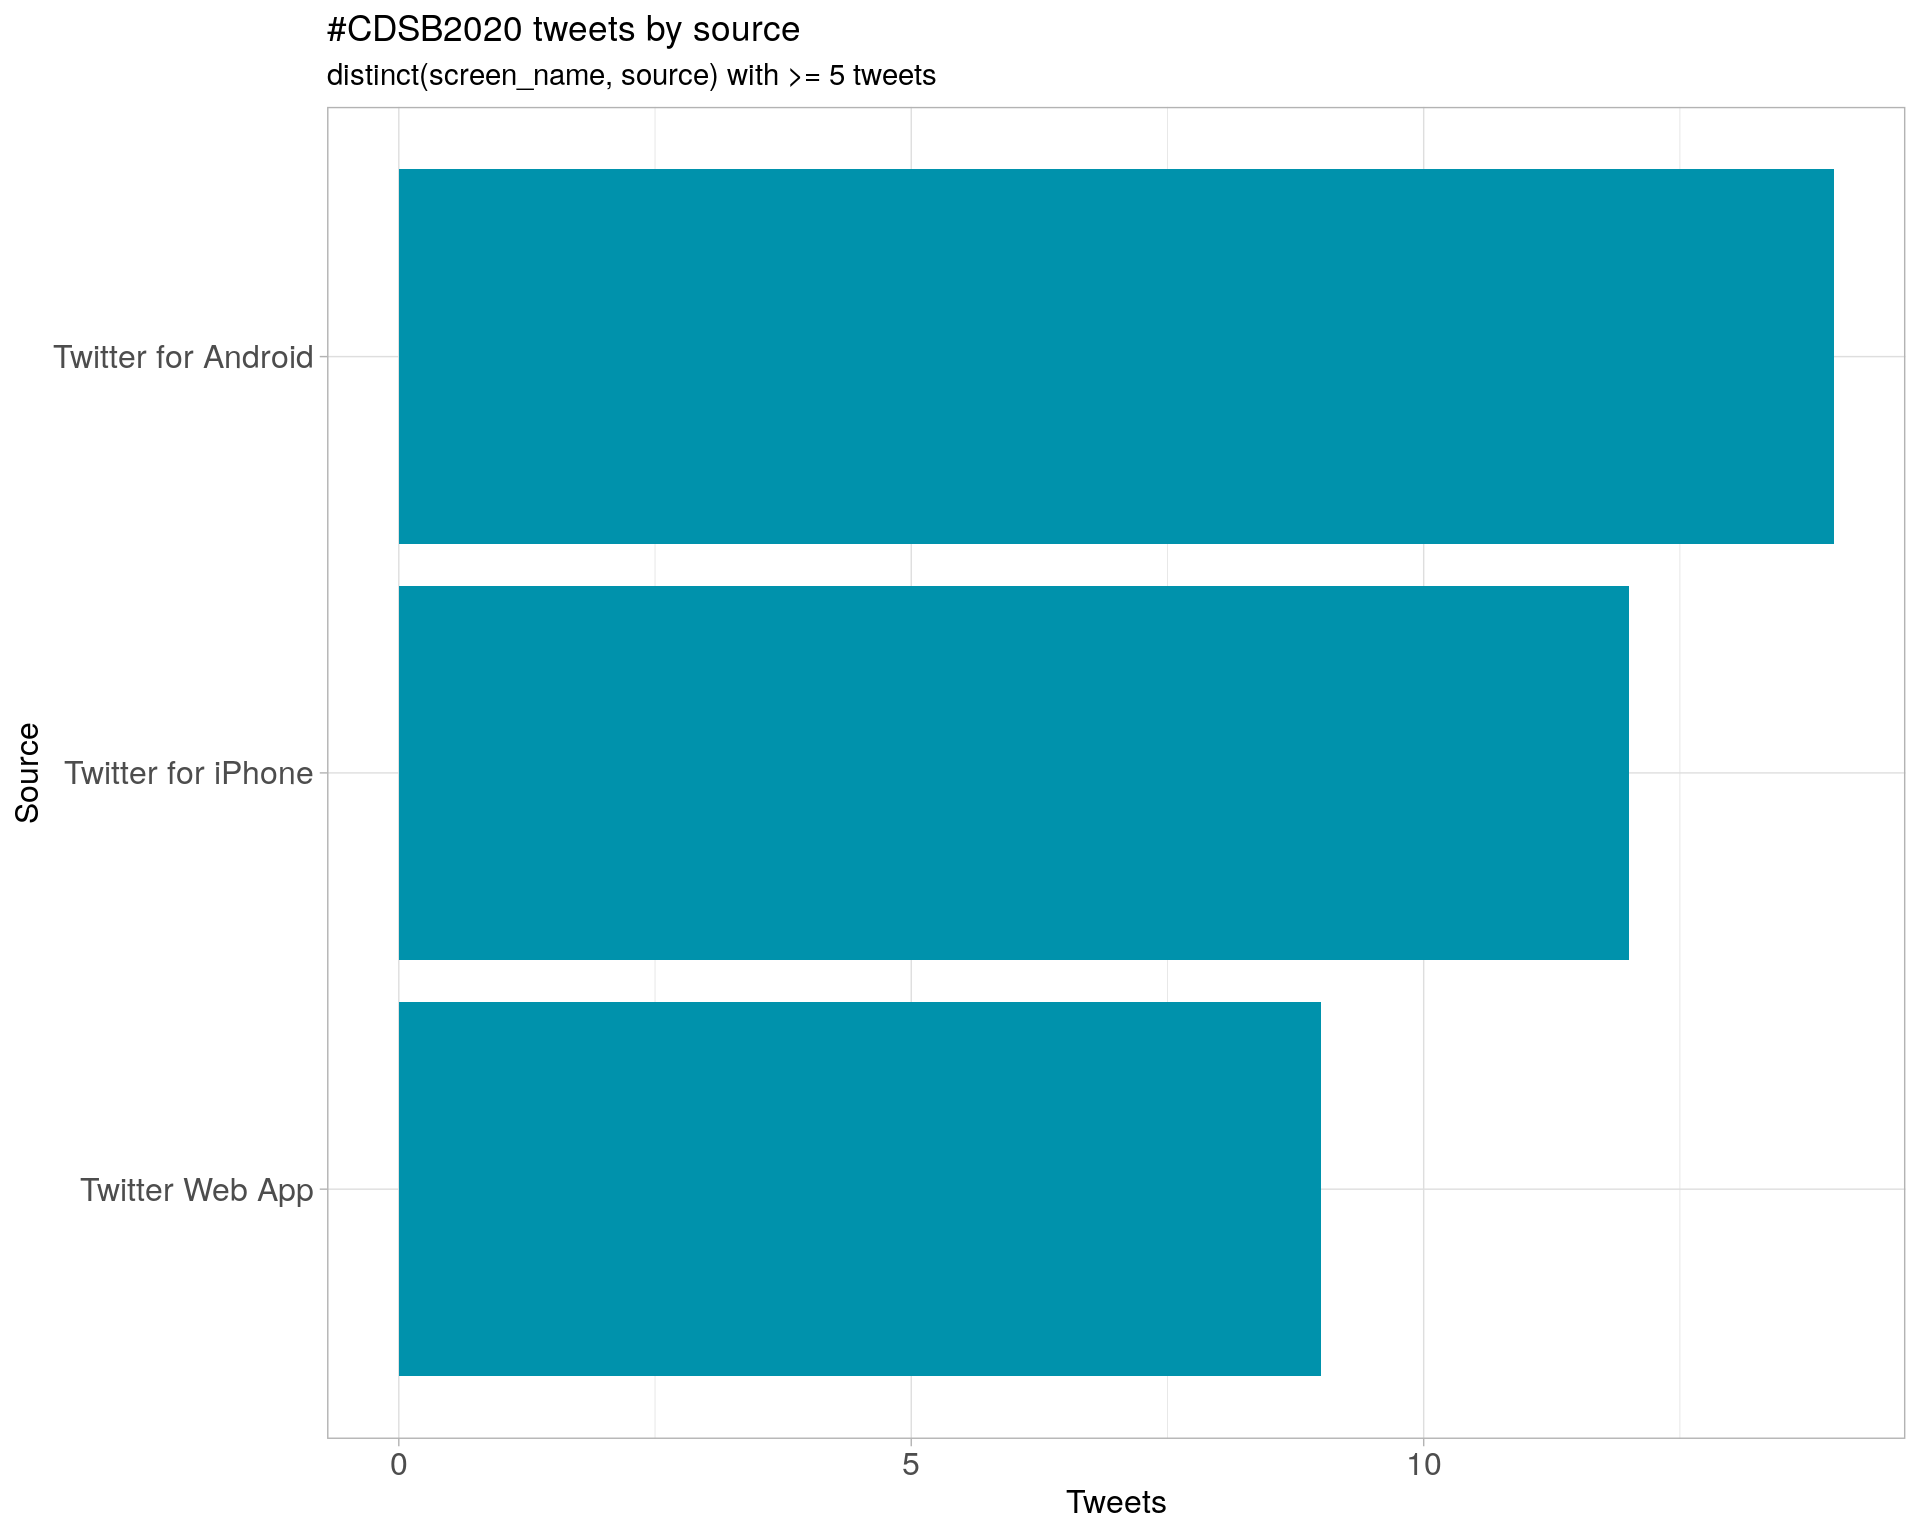 #CDSB2020 tweets by source
distinct(screen_name, source) with >= 5 tweets
Source
Twitter for Android
Twitter for iPhone
Twitter Web App
0 5 10
Tweets